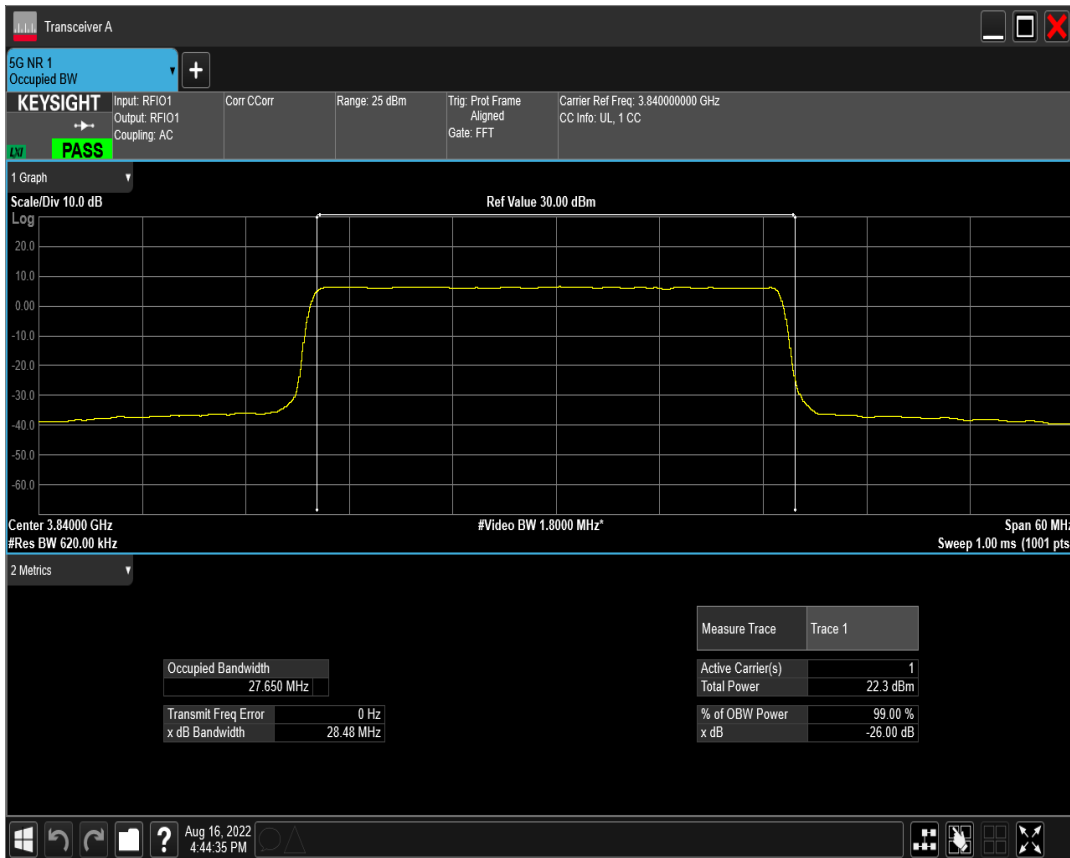 Transceiver A
5G NR 1
Occupied BW
KEYSIGHT
LXI
PASS
Input: RFIO1
Output: RFIO1
Coupling: AC
Corr CCorr
Range: 25 dBm
Trig: Prot Frame
Aligned
Gate: FFT
Carrier Ref Freq: 3.840000000 GHz
CC Info: UL, 1 CC
1 Graph
Scale/Div 10.0 dB
Ref Value 30.00 dBm
Log
20.0
10.0
0.00
-10.0
-20.0
-30.0
-40.0
-50.0
-60.0
Center 3.84000 GHz
#Video BW 1.8000 MHz*
Span 60 MHz
#Res BW 620.00 kHz
Sweep 1.00 ms (1001 pts
2 Metrics
Measure Trace Trace 1
Occupied Bandwidth
27.650 MHz
Active Carrier(s) 1
Total Power 22.3 dBm
Transmit Freq Error 0 Hz
x dB Bandwidth 28.48 MHz
% of OBW Power 99.00 %
x dB -26.00 dB
?
Aug 16, 2022
4:44:35 PM